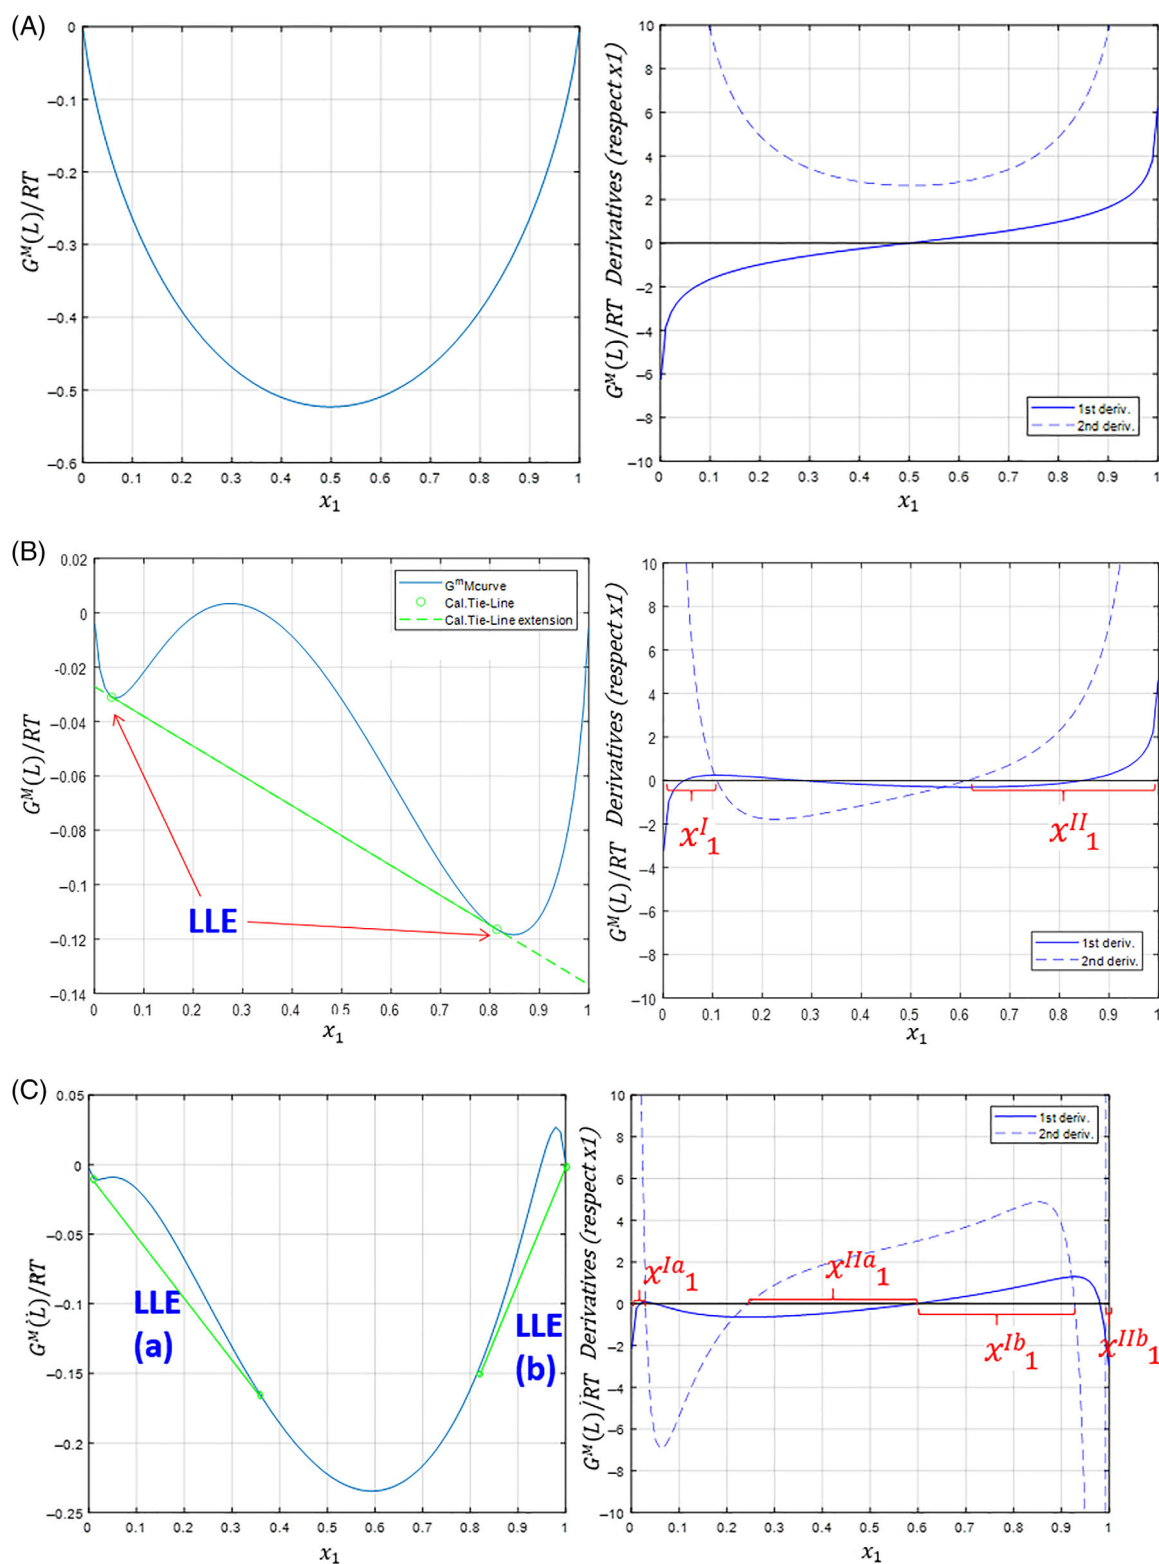 (A)
0
−0.1
−0.2
−0.3
−0.4
−0.5
−0.6
G^M(L)/RT
0 0.1 0.2 0.3 0.4 0.5 0.6 0.7 0.8 0.9 1
x₁
10
8
6
4
2
0
−2
−4
−6
−8
−10
G^M(L)/RT Derivatives (respect x1)
1st deriv.
2nd deriv.
0 0.1 0.2 0.3 0.4 0.5 0.6 0.7 0.8 0.9 1
x₁
(B)
0.02
0
-0.02
-0.04
-0.06
-0.08
-0.1
-0.12
-0.14
G^M(L)/RT
G^mMcurve
Cal.Tie-Line
Cal.Tie-Line extension
LLE
0 0.1 0.2 0.3 0.4 0.5 0.6 0.7 0.8 0.9 1
x₁
10
8
6
4
2
0
−2
−4
−6
−8
−10
G^M(L)/RT Derivatives (respect x1)
x^I₁
x^II₁
1st deriv.
2nd deriv.
0 0.1 0.2 0.3 0.4 0.5 0.6 0.7 0.8 0.9 1
x₁
(C)
0.05
0
−0.05
−0.1
−0.15
−0.2
−0.25
G^M(L)/RT
LLE
(a)
LLE
(b)
0 0.1 0.2 0.3 0.4 0.5 0.6 0.7 0.8 0.9 1
x₁
10
8
6
4
2
0
−2
−4
−6
−8
−10
G^M(L)/RT Derivatives (respect x1)
1st deriv.
2nd deriv.
x^Ia₁
x^IIa₁
x^Ib₁
x^IIb₁
0 0.1 0.2 0.3 0.4 0.5 0.6 0.7 0.8 0.9 1
x₁